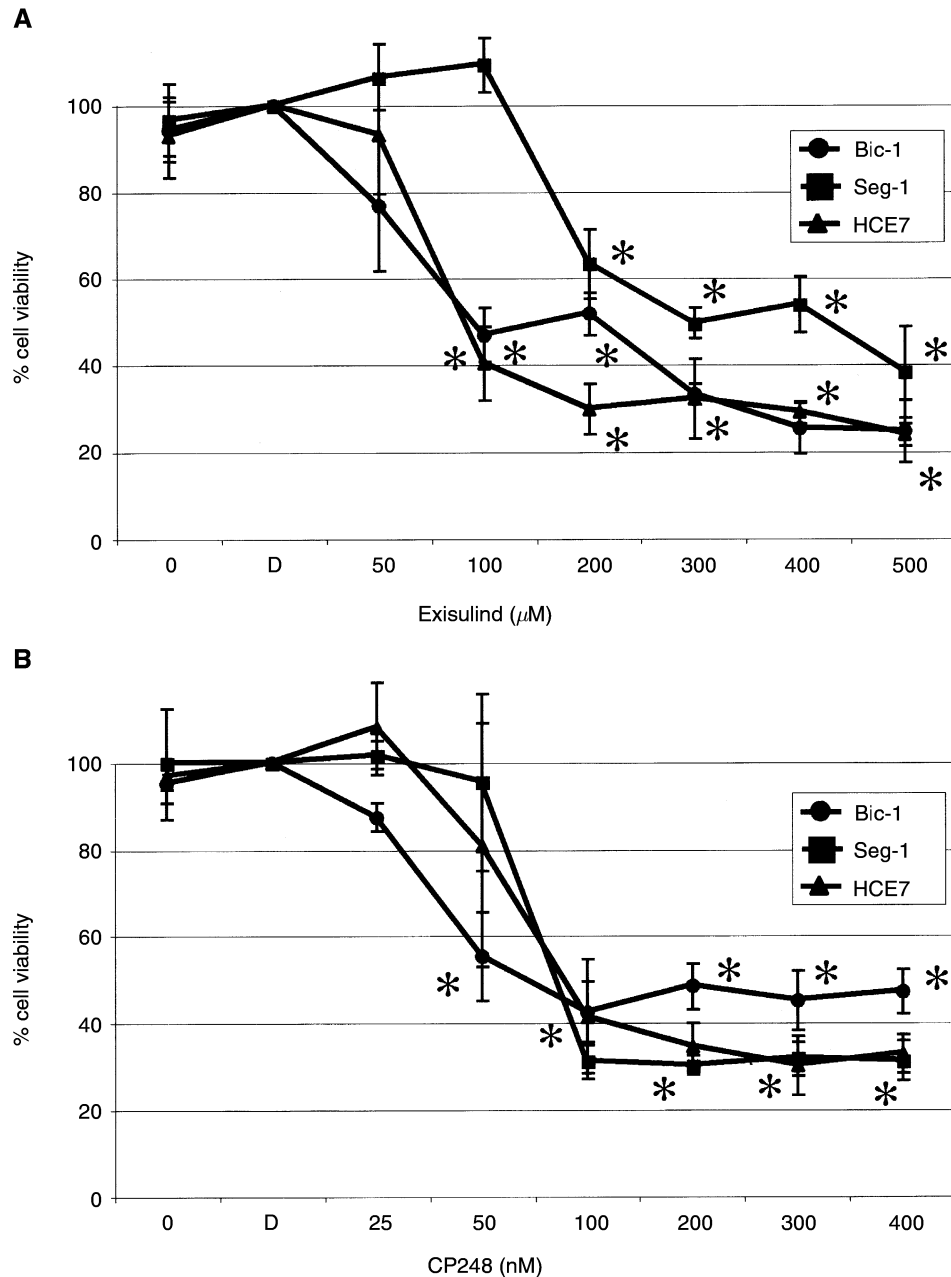 A
100
80
60
40
20
0
% cell viability
Bic-1
Seg-1
HCE7
* * * * * * * * * * * *
0 D 50 100 200 300 400 500
Exisulind (μM)
B
100
80
60
40
20
0
% cell viability
Bic-1
Seg-1
HCE7
* * * * * * * *
0 D 25 50 100 200 300 400
CP248 (nM)